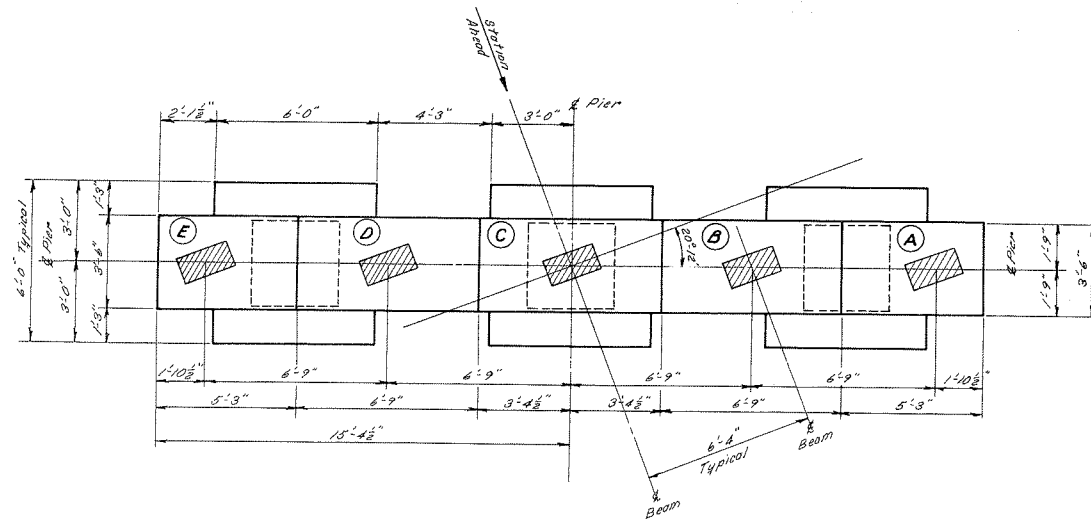 Station
Ahead
℄ Pier
2'-1½"
6'-0"
4'-3"
3'-0"
6'-0" Typical
℄ Pier
3'-0"
3'-0"
1'-3"
3'-6"
1'-3"
E
D
C
B
A
20°-21'
℄ Pier
1'-9"
1'-9"
3'-6"
1'-10½"
6'-9"
6'-9"
6'-9"
6'-9"
1'-10½"
5'-3"
6'-9"
3'-4½"
3'-4½"
6'-9"
5'-3"
15'-4½"
6'-4"
Typical
℄
Beam
℄
Beam